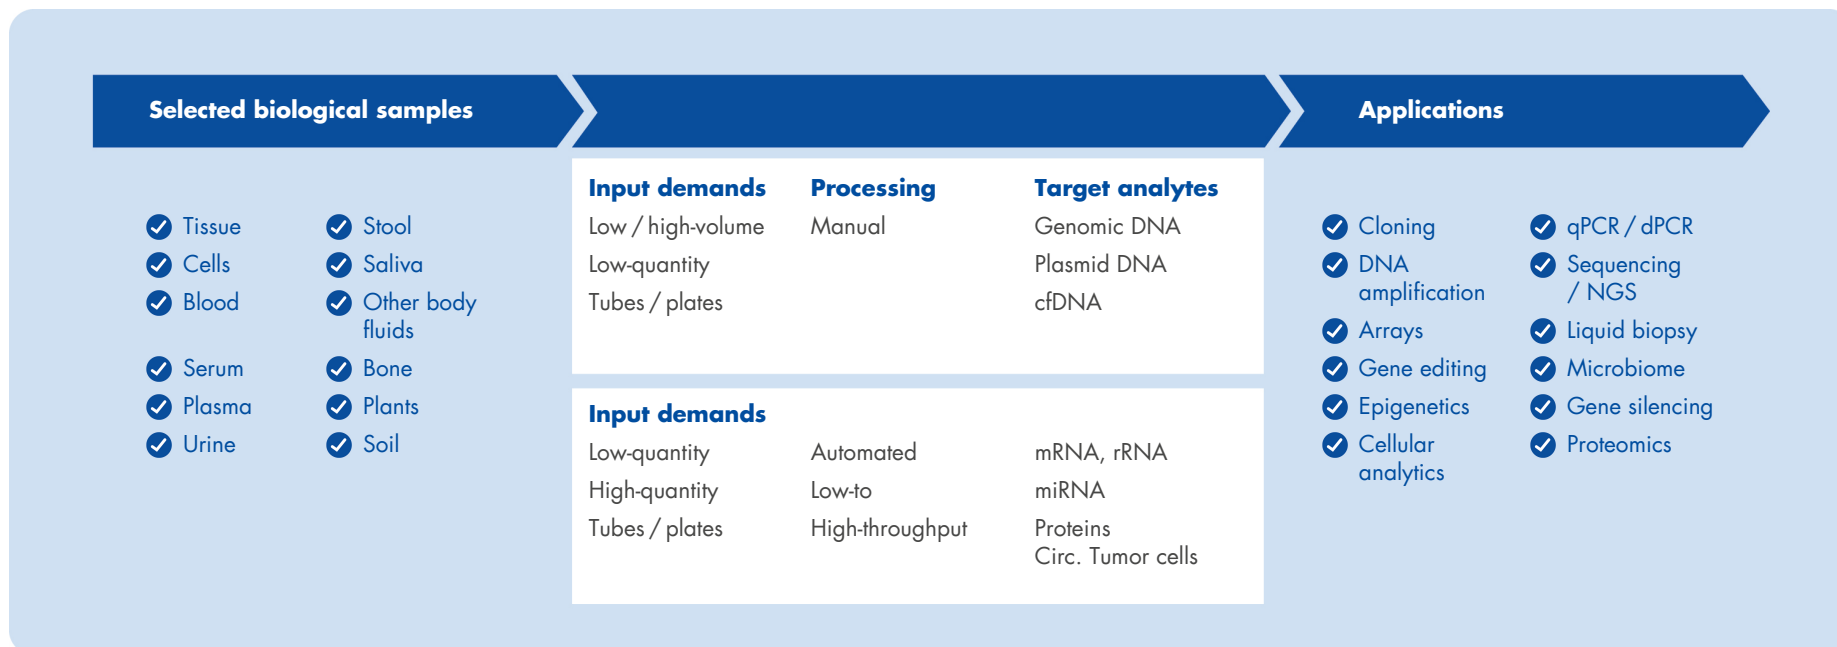 Selected biological samples
Applications
Tissue
Cells
Blood
Serum
Plasma
Urine
Stool
Saliva
Other body
fluids
Bone
Plants
Soil
Input demands
Processing
Target analytes
Low / high-volume
Manual
Genomic DNA
Low-quantity
Plasmid DNA
Tubes / plates
cfDNA
Input demands
Low-quantity
Automated
mRNA, rRNA
High-quantity
Low-to
miRNA
Tubes / plates
High-throughput
Proteins
Circ. Tumor cells
Cloning
DNA
amplification
Arrays
Gene editing
Epigenetics
Cellular
analytics
qPCR / dPCR
Sequencing
/ NGS
Liquid biopsy
Microbiome
Gene silencing
Proteomics